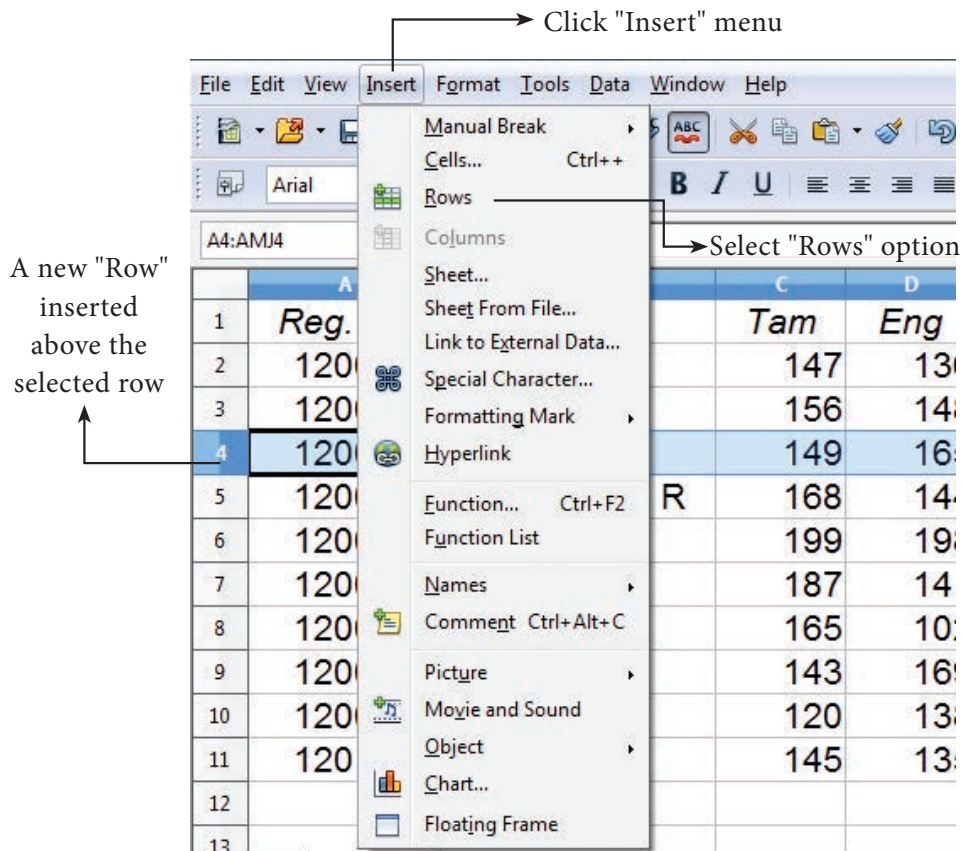 Click "Insert" menu
File Edit View Insert Format Tools Data Window Help
Manual Break
ABC
Cells... Ctrl++
Arial
Rows
B I U
A4:AMJ4
Columns
Select "Rows" option
A new "Row"
inserted
above the
selected row
Sheet...
Sheet From File...
Link to External Data...
Special Character...
Formatting Mark
Hyperlink
Function... Ctrl+F2
Function List
Names
Comment Ctrl+Alt+C
Picture
Movie and Sound
Object
Chart...
Floating Frame
A C D
1 Reg. Tam Eng
2 147
3 156
4 149
5 R 168
6 199
7 187
8 165
9 143
10 120
11 145
12
13